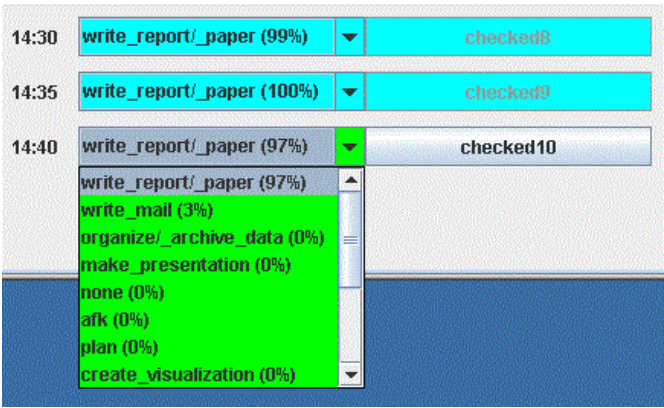 14:30 write_report/_paper (99%) checked8
14:35 write_report/_paper (100%) checked9
14:40 write_report/_paper (97%) checked10
write_report/_paper (97%)
write_mail (3%)
organize/_archive_data (0%)
make_presentation (0%)
none (0%)
afk (0%)
plan (0%)
create_visualization (0%)